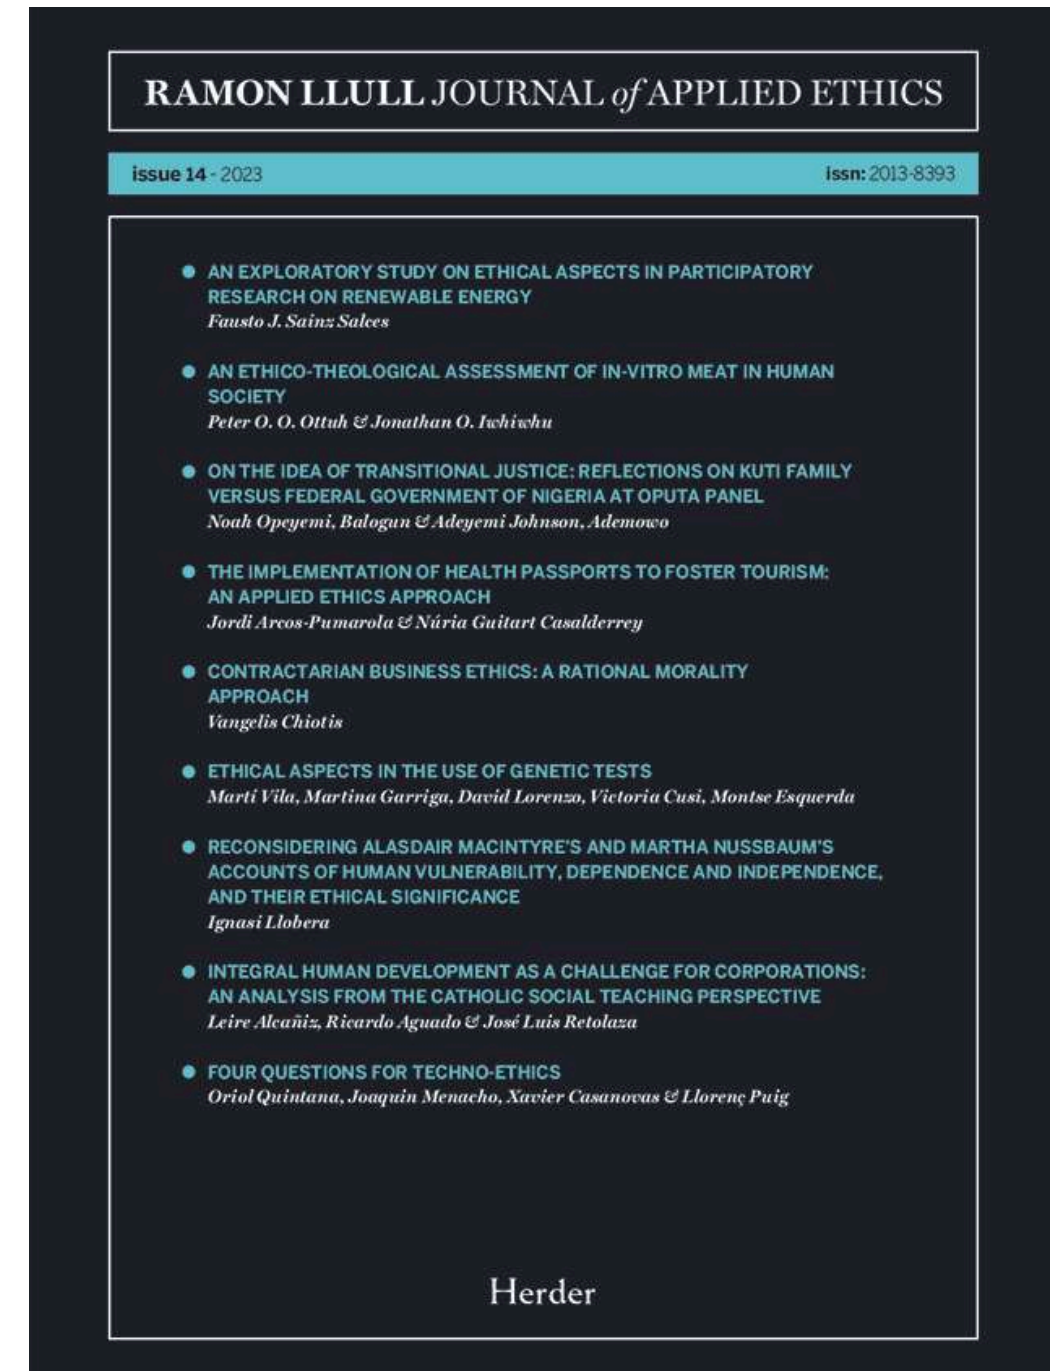 RAMON LLULL JOURNAL of APPLIED ETHICS
issue 14 - 2023
issn: 2013-8393
● AN EXPLORATORY STUDY ON ETHICAL ASPECTS IN PARTICIPATORY
RESEARCH ON RENEWABLE ENERGY
Fausto J. Sainz Salces
● AN ETHICO-THEOLOGICAL ASSESSMENT OF IN-VITRO MEAT IN HUMAN
SOCIETY
Peter O. O. Ottuh & Jonathan O. Iwhiwhu
● ON THE IDEA OF TRANSITIONAL JUSTICE: REFLECTIONS ON KUTI FAMILY
VERSUS FEDERAL GOVERNMENT OF NIGERIA AT OPUTA PANEL
Noah Opeyemi, Balogun & Adeyemi Johnson, Ademowo
● THE IMPLEMENTATION OF HEALTH PASSPORTS TO FOSTER TOURISM:
AN APPLIED ETHICS APPROACH
Jordi Arcos-Pumarola & Núria Guitart Casalderrey
● CONTRACTARIAN BUSINESS ETHICS: A RATIONAL MORALITY
APPROACH
Vangelis Chiotis
● ETHICAL ASPECTS IN THE USE OF GENETIC TESTS
Martí Vila, Martina Garriga, David Lorenzo, Victoria Cusi, Montse Esquerda
● RECONSIDERING ALASDAIR MACINTYRE'S AND MARTHA NUSSBAUM'S
ACCOUNTS OF HUMAN VULNERABILITY, DEPENDENCE AND INDEPENDENCE,
AND THEIR ETHICAL SIGNIFICANCE
Ignasi Llobera
● INTEGRAL HUMAN DEVELOPMENT AS A CHALLENGE FOR CORPORATIONS:
AN ANALYSIS FROM THE CATHOLIC SOCIAL TEACHING PERSPECTIVE
Leire Alcañiz, Ricardo Aguado & José Luis Retolaza
● FOUR QUESTIONS FOR TECHNO-ETHICS
Oriol Quintana, Joaquin Menacho, Xavier Casanovas & Llorenç Puig
Herder